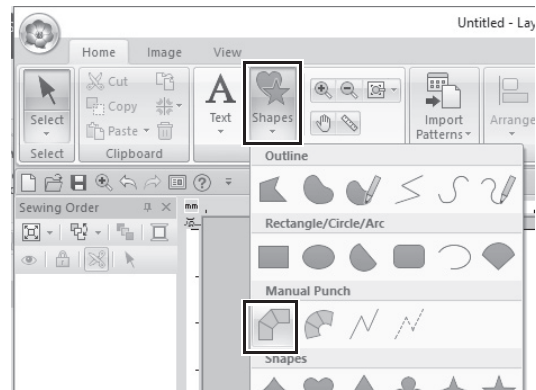 Untitled - Lay
Home Image View
Select
Cut
Copy
Paste
Text
Shapes
Import
Patterns
Arrange
Select Clipboard
Outline
Sewing Order
mm
Rectangle/Circle/Arc
Manual Punch
Shapes